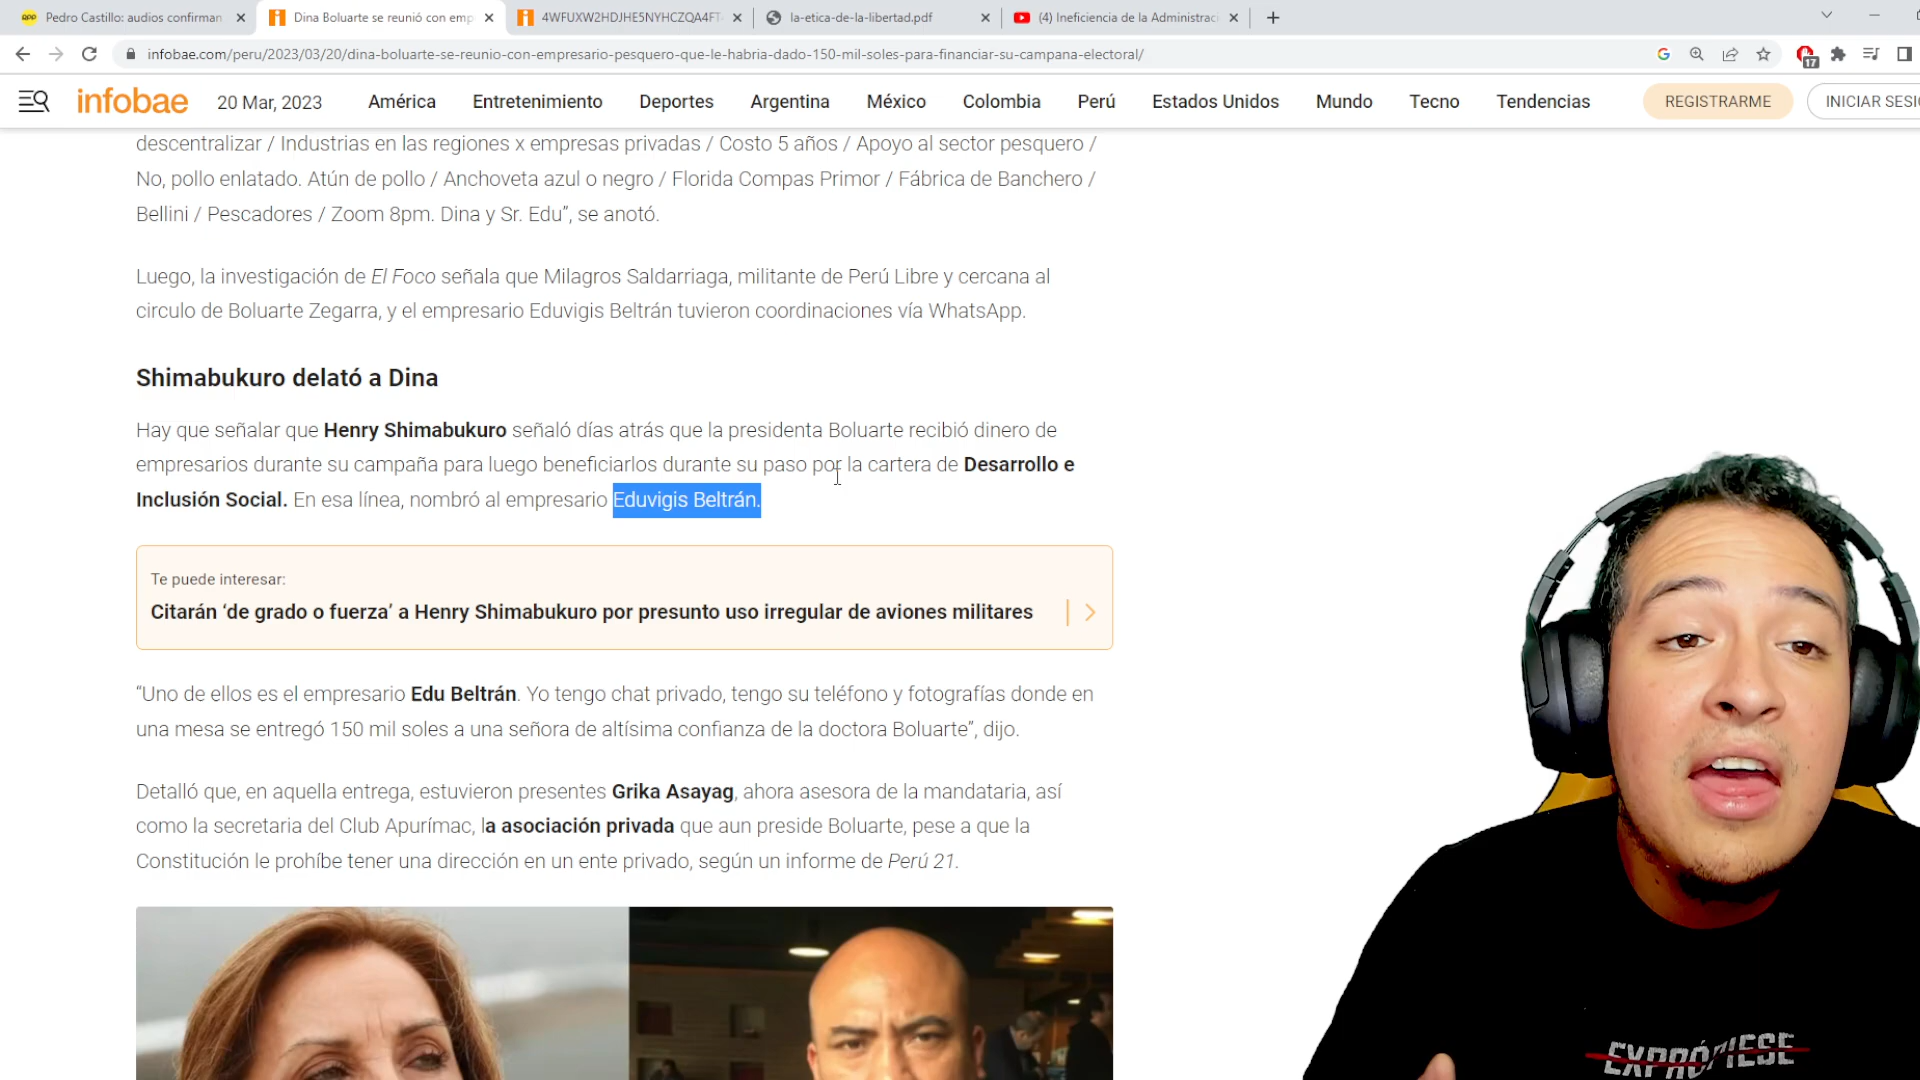 Pedro Castillo: audios confirman
Dina Boluarte se reunió con emp
4WFUXW2HDJHE5NYHCZQA4FT
la-etica-de-la-libertad.pdf
(4) Ineficiencia de la Administrac
infobae.com/peru/2023/03/20/dina-boluarte-se-reunio-con-empresario-pesquero-que-le-habria-dado-150-mil-soles-para-financiar-su-campana-electoral/
17
infobae
20 Mar, 2023
América
Entretenimiento
Deportes
Argentina
México
Colombia
Perú
Estados Unidos
Mundo
Tecno
Tendencias
REGISTRARME
INICIAR SESIÓ
descentralizar / Industrias en las regiones x empresas privadas / Costo 5 años / Apoyo al sector pesquero /
No, pollo enlatado. Atún de pollo / Anchoveta azul o negro / Florida Compas Primor / Fábrica de Banchero /
Bellini / Pescadores / Zoom 8pm. Dina y Sr. Edu”, se anotó.
Luego, la investigación de El Foco señala que Milagros Saldarriaga, militante de Perú Libre y cercana al
circulo de Boluarte Zegarra, y el empresario Eduvigis Beltrán tuvieron coordinaciones vía WhatsApp.
Shimabukuro delató a Dina
Hay que señalar que Henry Shimabukuro señaló días atrás que la presidenta Boluarte recibió dinero de
empresarios durante su campaña para luego beneficiarlos durante su paso por la cartera de Desarrollo e
Inclusión Social. En esa línea, nombró al empresario Eduvigis Beltrán.
Te puede interesar:
Citarán ‘de grado o fuerza’ a Henry Shimabukuro por presunto uso irregular de aviones militares
“Uno de ellos es el empresario Edu Beltrán. Yo tengo chat privado, tengo su teléfono y fotografías donde en
una mesa se entregó 150 mil soles a una señora de altísima confianza de la doctora Boluarte”, dijo.
Detalló que, en aquella entrega, estuvieron presentes Grika Asayag, ahora asesora de la mandataria, así
como la secretaria del Club Apurímac, la asociación privada que aun preside Boluarte, pese a que la
Constitución le prohíbe tener una dirección en un ente privado, según un informe de Perú 21.
EXPRÓPIESE